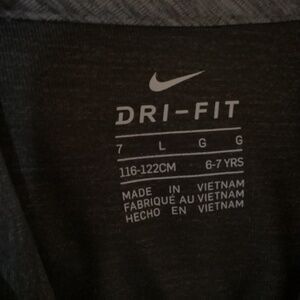 DRI-FIT
7 L G G
116-122CM 6-7 YRS
MADE IN VIETNAM
FABRIQUÉ AU VIETNAM
HECHO EN VIETNAM